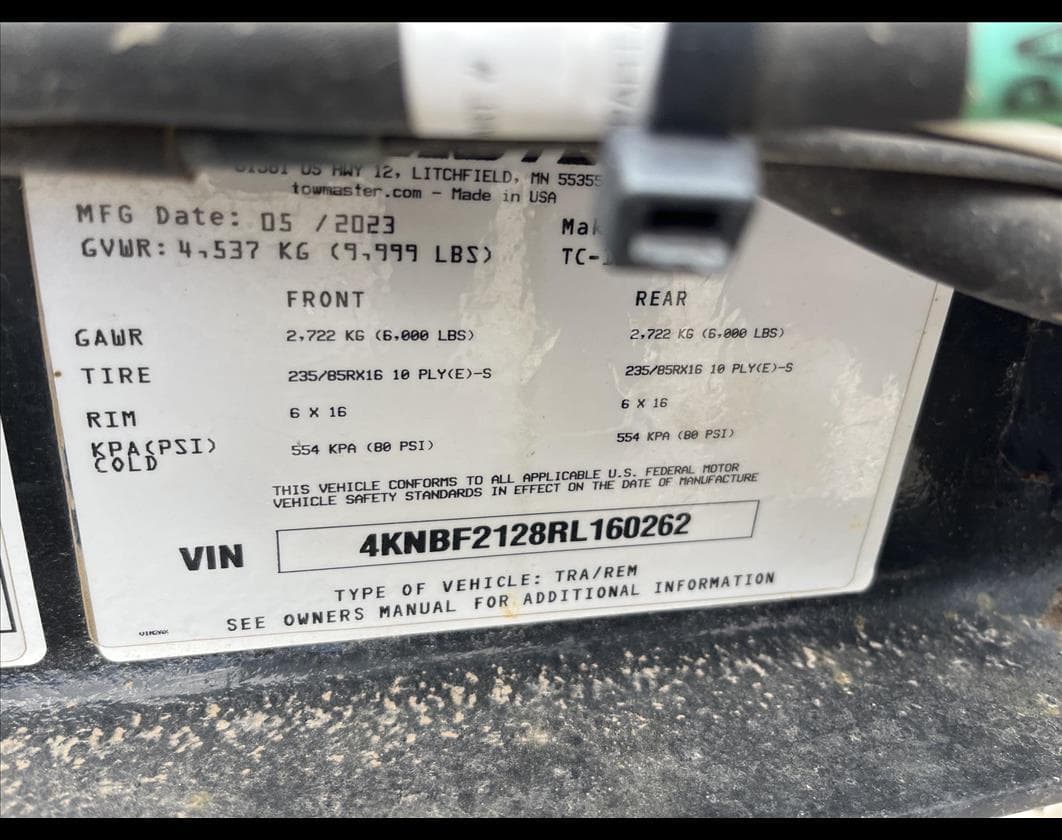 US HWY 12, LITCHFIELD, MN 55355
towmaster.com - Made in USA
MFG Date: 05 /2023
GVWR: 4,537 KG (9,999 LBS) TC-
FRONT REAR
GAWR 2,722 KG (6,000 LBS) 2,722 KG (6,000 LBS)
TIRE 235/85RX16 10 PLY(E)-S 235/85RX16 10 PLY(E)-S
RIM 6 X 16 6 X 16
KPA(PSI) 554 KPA (80 PSI) 554 KPA (80 PSI)
COLD
THIS VEHICLE CONFORMS TO ALL APPLICABLE U.S. FEDERAL MOTOR
VEHICLE SAFETY STANDARDS IN EFFECT ON THE DATE OF MANUFACTURE
VIN 4KNBF2128RL160262
TYPE OF VEHICLE: TRA/REM
SEE OWNERS MANUAL FOR ADDITIONAL INFORMATION